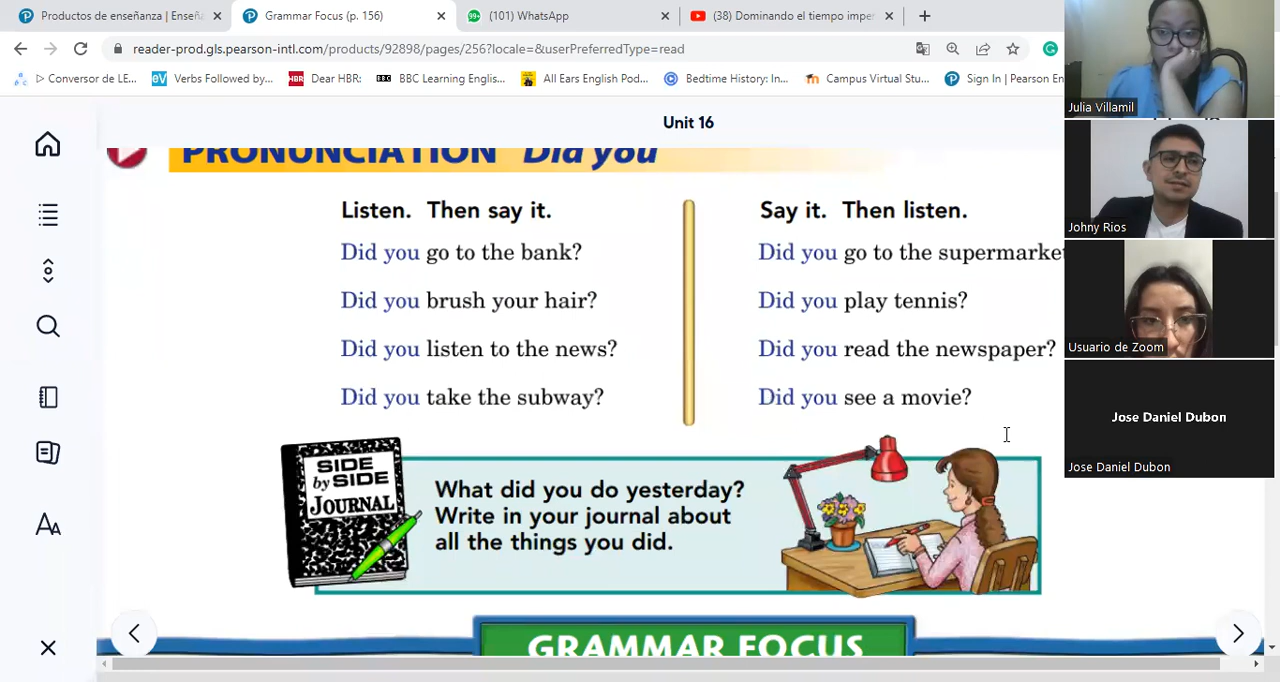 Productos de enseñanza | Enseñ
Grammar Focus (p. 156)
99+
(101) WhatsApp
(38) Dominando el tiempo impe
reader-prod.gls.pearson-intl.com/products/92898/pages/256?locale=&userPreferredType=read
▷ Conversor de LE...
eV Verbs Followed by...
HBR Dear HBR:
BBC BBC Learning Englis...
All Ears English Pod...
Bedtime History: In...
Campus Virtual Stu...
Sign In | Pearson En
Unit 16
PRONUNCIATION Did you
Listen. Then say it.
Did you go to the bank?
Did you brush your hair?
Did you listen to the news?
Did you take the subway?
Say it. Then listen.
Did you go to the supermarke
Did you play tennis?
Did you read the newspaper?
Did you see a movie?
SIDE
by SIDE
JOURNAL
What did you do yesterday?
Write in your journal about
all the things you did.
GRAMMAR FOCUS
Julia Villamil
Johny Rios
Usuario de Zoom
Jose Daniel Dubon
Jose Daniel Dubon